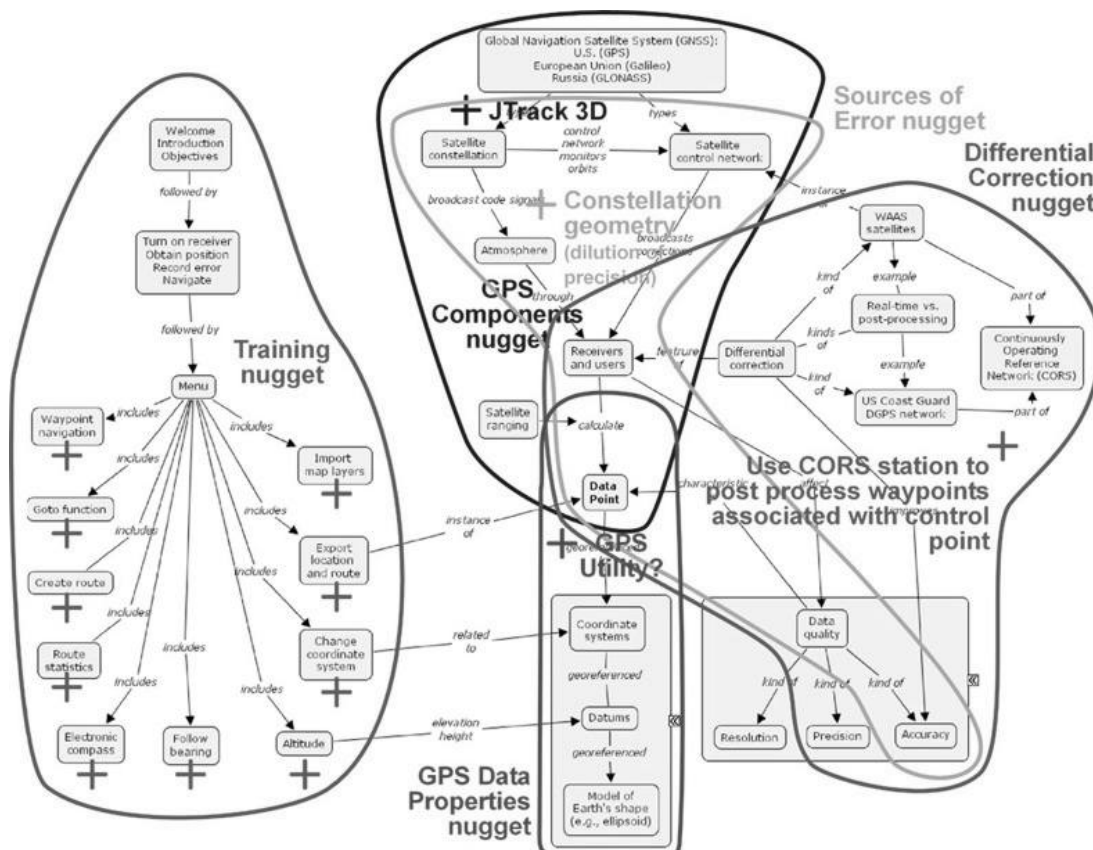 Global Navigation Satellite System (GNSS):
U.S. (GPS)
European Union (Galileo)
Russia (GLONASS)
JTrack 3D
types
Satellite
constellation
control
network
monitors
orbits
Satellite
control network
Sources of
Error nugget
Differential
Correction
nugget
Welcome
Introduction
Objectives
followed by
Turn on receiver
Obtain position
Record error
Navigate
followed by
Training
nugget
Menu
includes
Waypoint
navigation
includes
Goto function
includes
Create route
includes
Route
statistics
includes
Electronic
compass
includes
Follow
bearing
includes
Altitude
includes
Import
map layers
includes
Export
location
and route
includes
Change
coordinate
system
broadcast code signals
Constellation
geometry
(dilution of
precision)
Atmosphere
through
GPS
Components
nugget
Receivers
and users
feature
of
Differential
correction
instance
WAAS
satellites
kind
of
example
Real-time vs.
post-processing
kinds
of
example
kind
of
US Coast Guard
DGPS network
part of
Continuously
Operating
Reference
Network (CORS)
part of
Satellite
ranging
calculate
Data
Point
instance
of
characteristic
affect
Use CORS station to
post process waypoints
associated with control
point
improves
georeferenced
GPS
Utility?
Coordinate
systems
related
to
georeferenced
Datums
elevation
height
georeferenced
Model of
Earth's shape
(e.g., ellipsoid)
GPS Data
Properties
nugget
Data
quality
kind of
kind of
kind of
Resolution
Precision
Accuracy